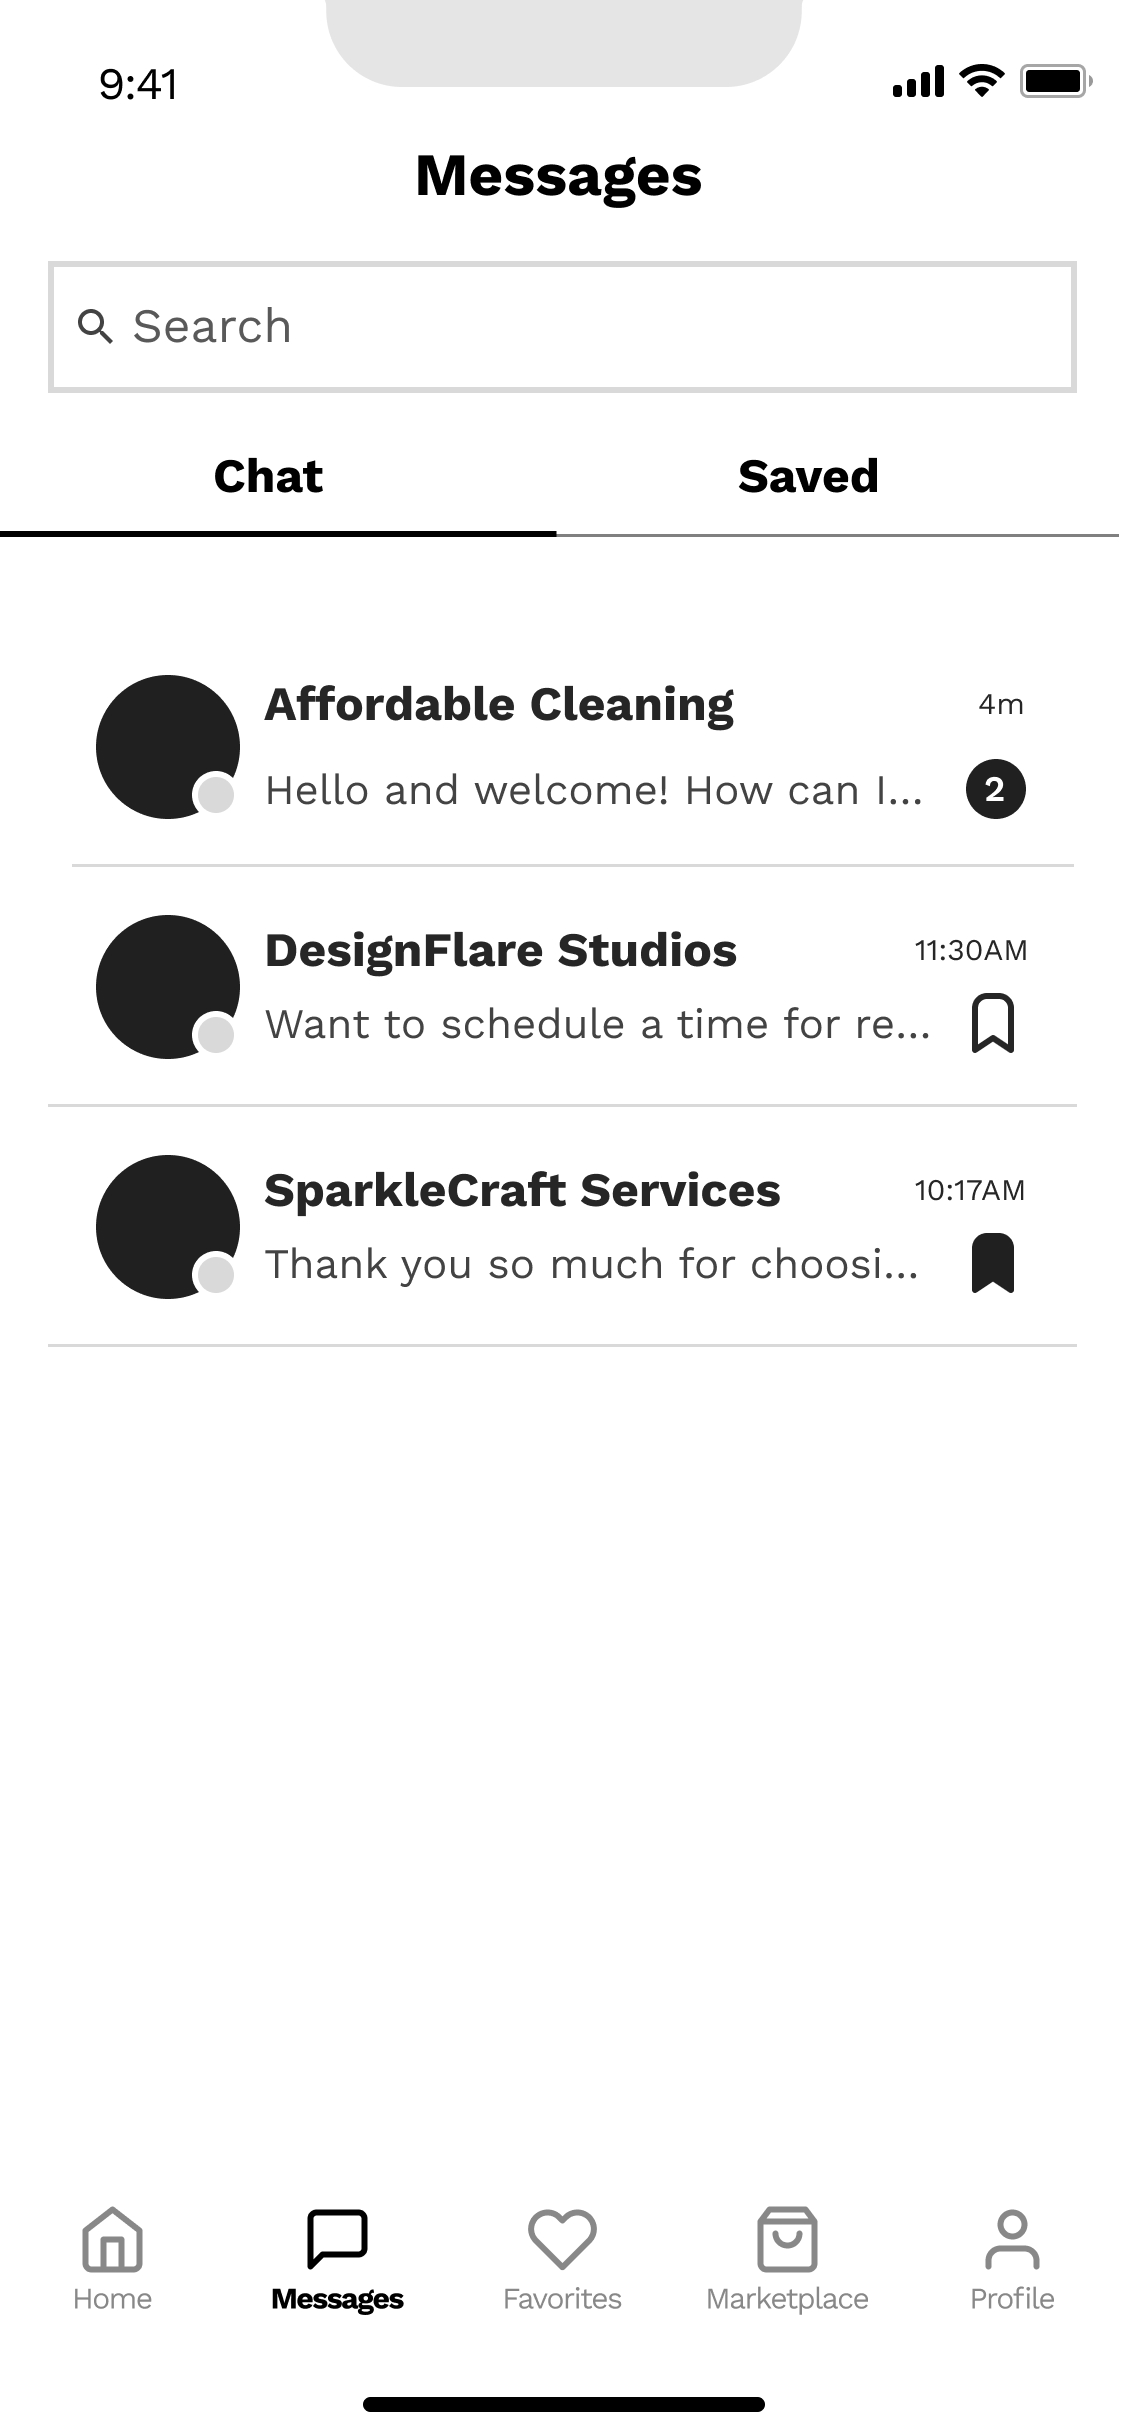 9:41
Messages
Search
Chat Saved
Affordable Cleaning 4m
Hello and welcome! How can I... 2
DesignFlare Studios 11:30AM
Want to schedule a time for re...
SparkleCraft Services 10:17AM
Thank you so much for choosi...
Home Messages Favorites Marketplace Profile